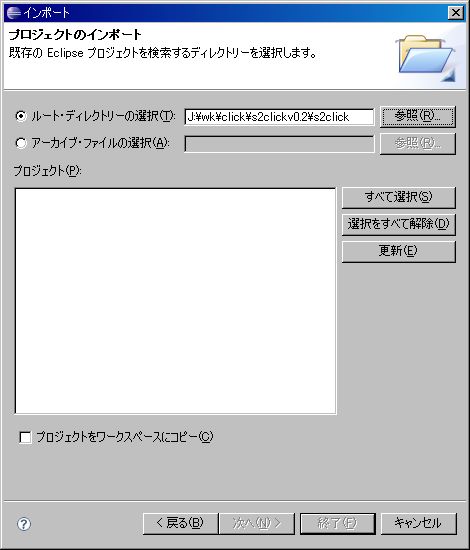 インポート
プロジェクトのインポート
既存の Eclipse プロジェクトを検索するディレクトリーを選択します。
ルート・ディレクトリーの選択(T): J:¥wk¥click¥s2clickv0.2¥s2click 参照(R)...
アーカイブ・ファイルの選択(A): 参照(R)...
プロジェクト(P):
すべて選択(S)
選択をすべて解除(D)
更新(E)
プロジェクトをワークスペースにコピー(C)
? < 戻る(B) 次へ(N) > 終了(F) キャンセル